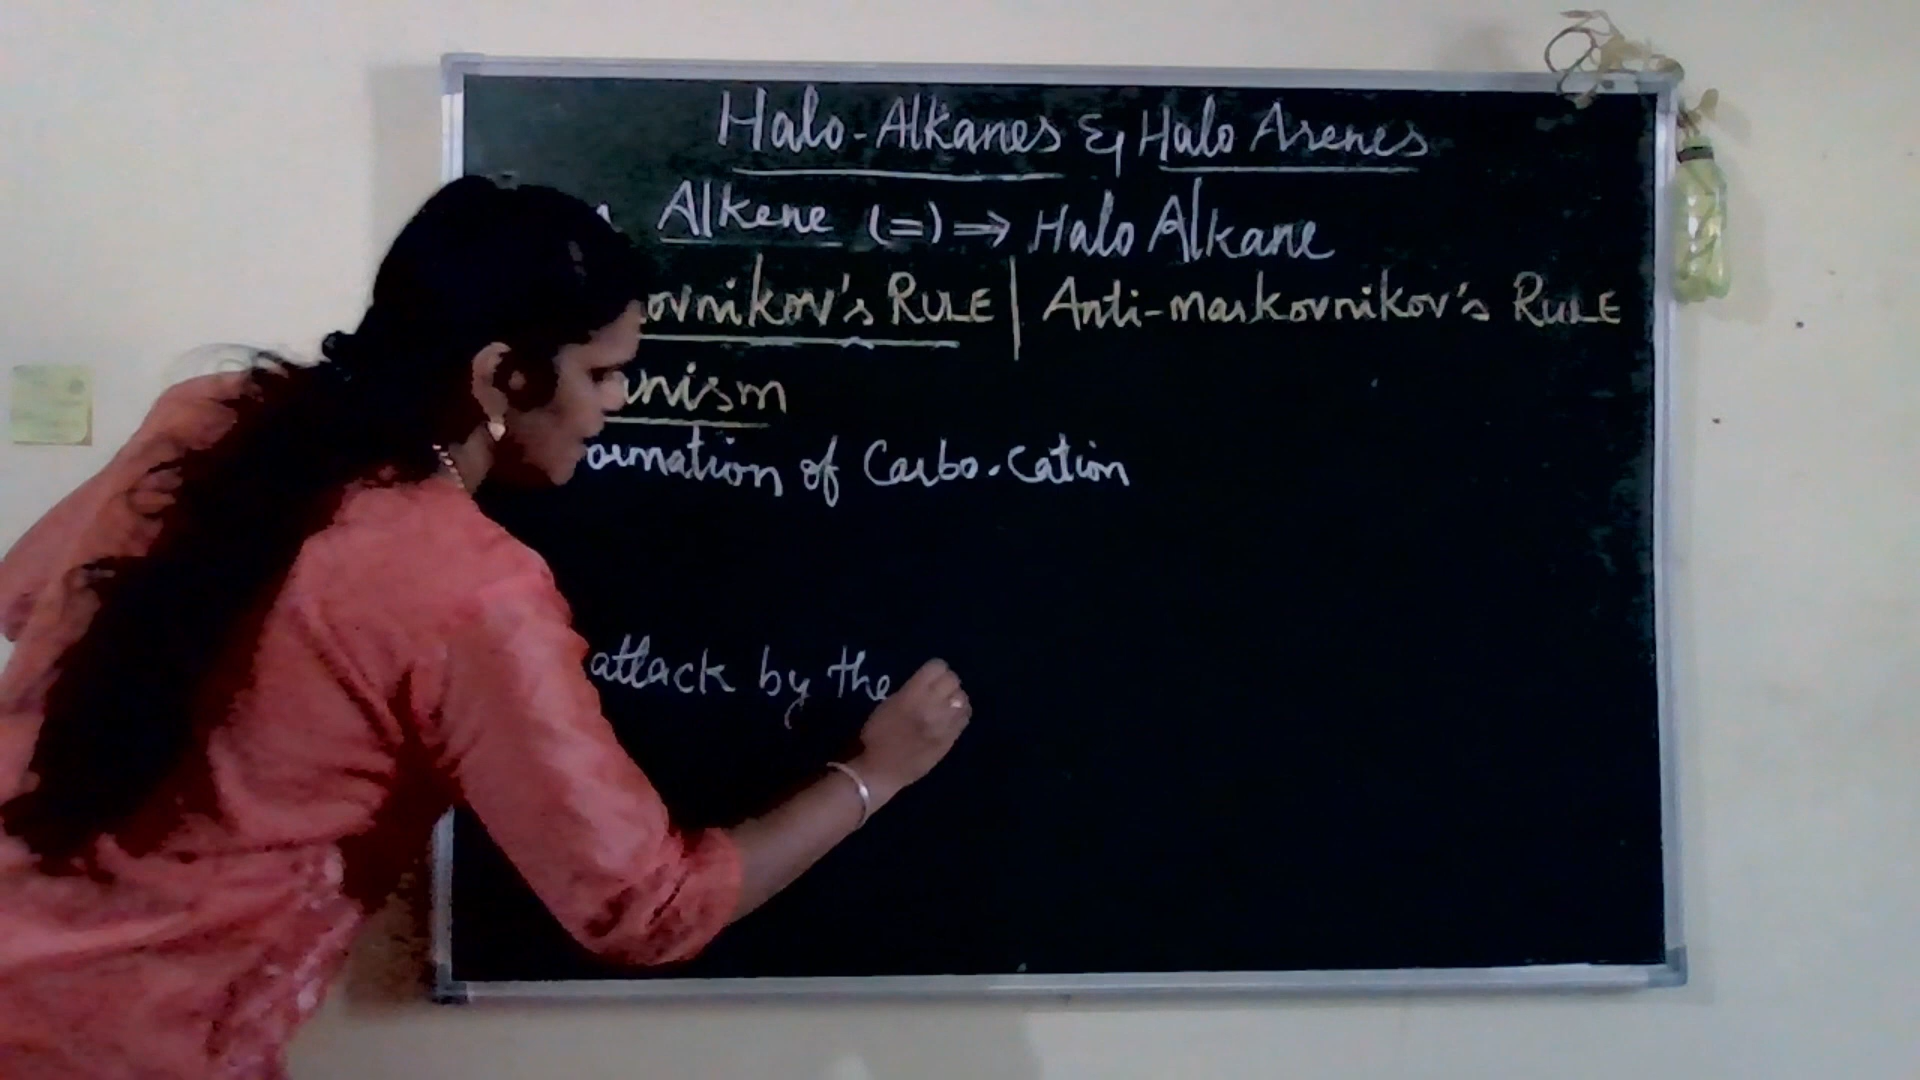 Halo-Alkanes & Halo Arenes
Alkene (=) ⇒ Halo Alkane
ovnikov's RULE | Anti-markovnikov's RULE
anism
ormation of Carbo-Cation
attack by the